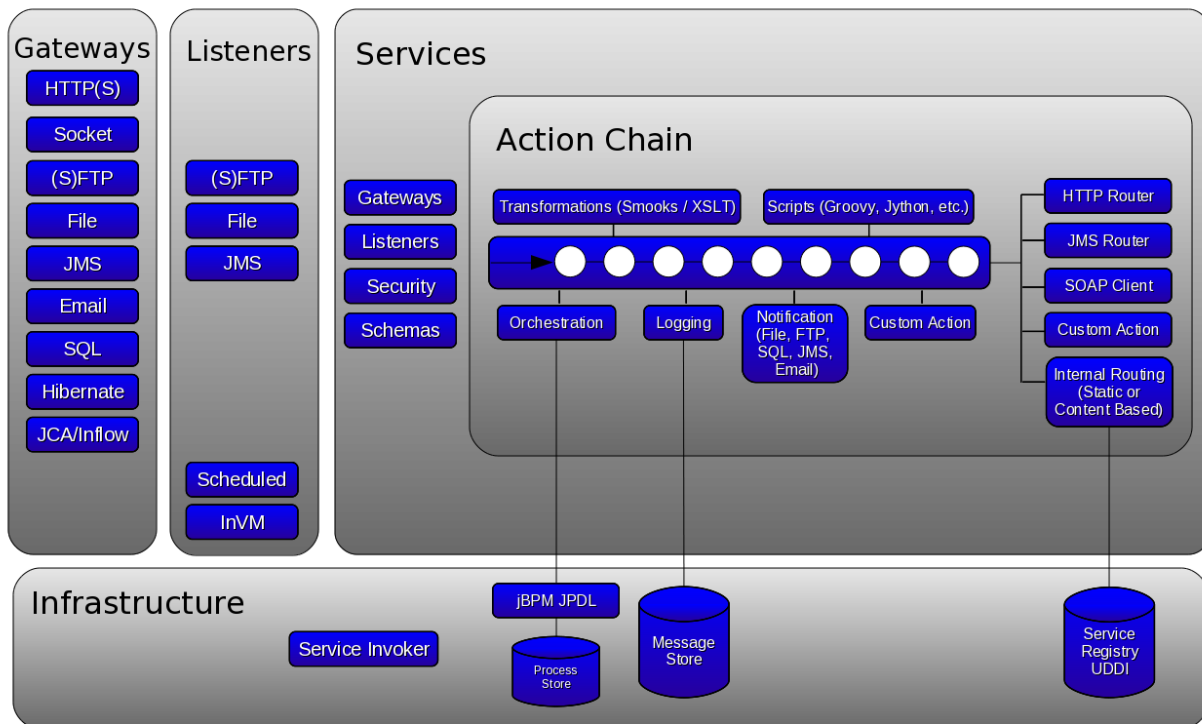 Gateways
HTTP(S)
Socket
(S)FTP
File
JMS
Email
SQL
Hibernate
JCA/Inflow
Listeners
(S)FTP
File
JMS
Scheduled
InVM
Services
Gateways
Listeners
Security
Schemas
Action Chain
Transformations (Smooks / XSLT)
Scripts (Groovy, Jython, etc.)
Orchestration
Logging
Notification
(File, FTP,
SQL, JMS,
Email)
Custom Action
HTTP Router
JMS Router
SOAP Client
Custom Action
Internal Routing
(Static or
Content Based)
Infrastructure
Service Invoker
jBPM JPDL
Process
Store
Message
Store
Service
Registry
UDDI